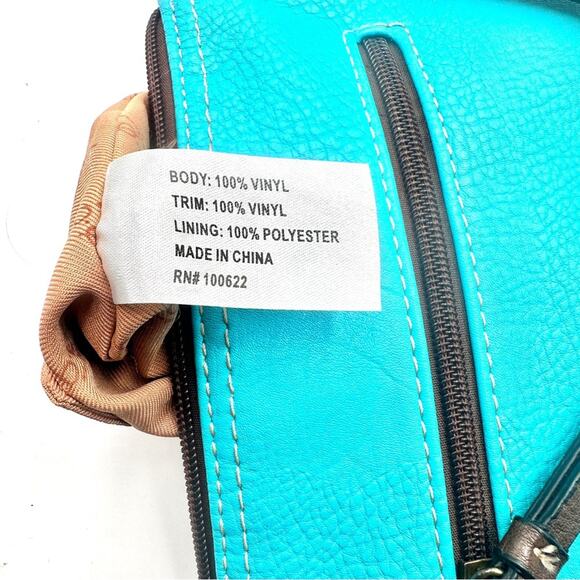 BODY: 100% VINYL
TRIM: 100% VINYL
LINING: 100% POLYESTER
MADE IN CHINA
RN# 100622